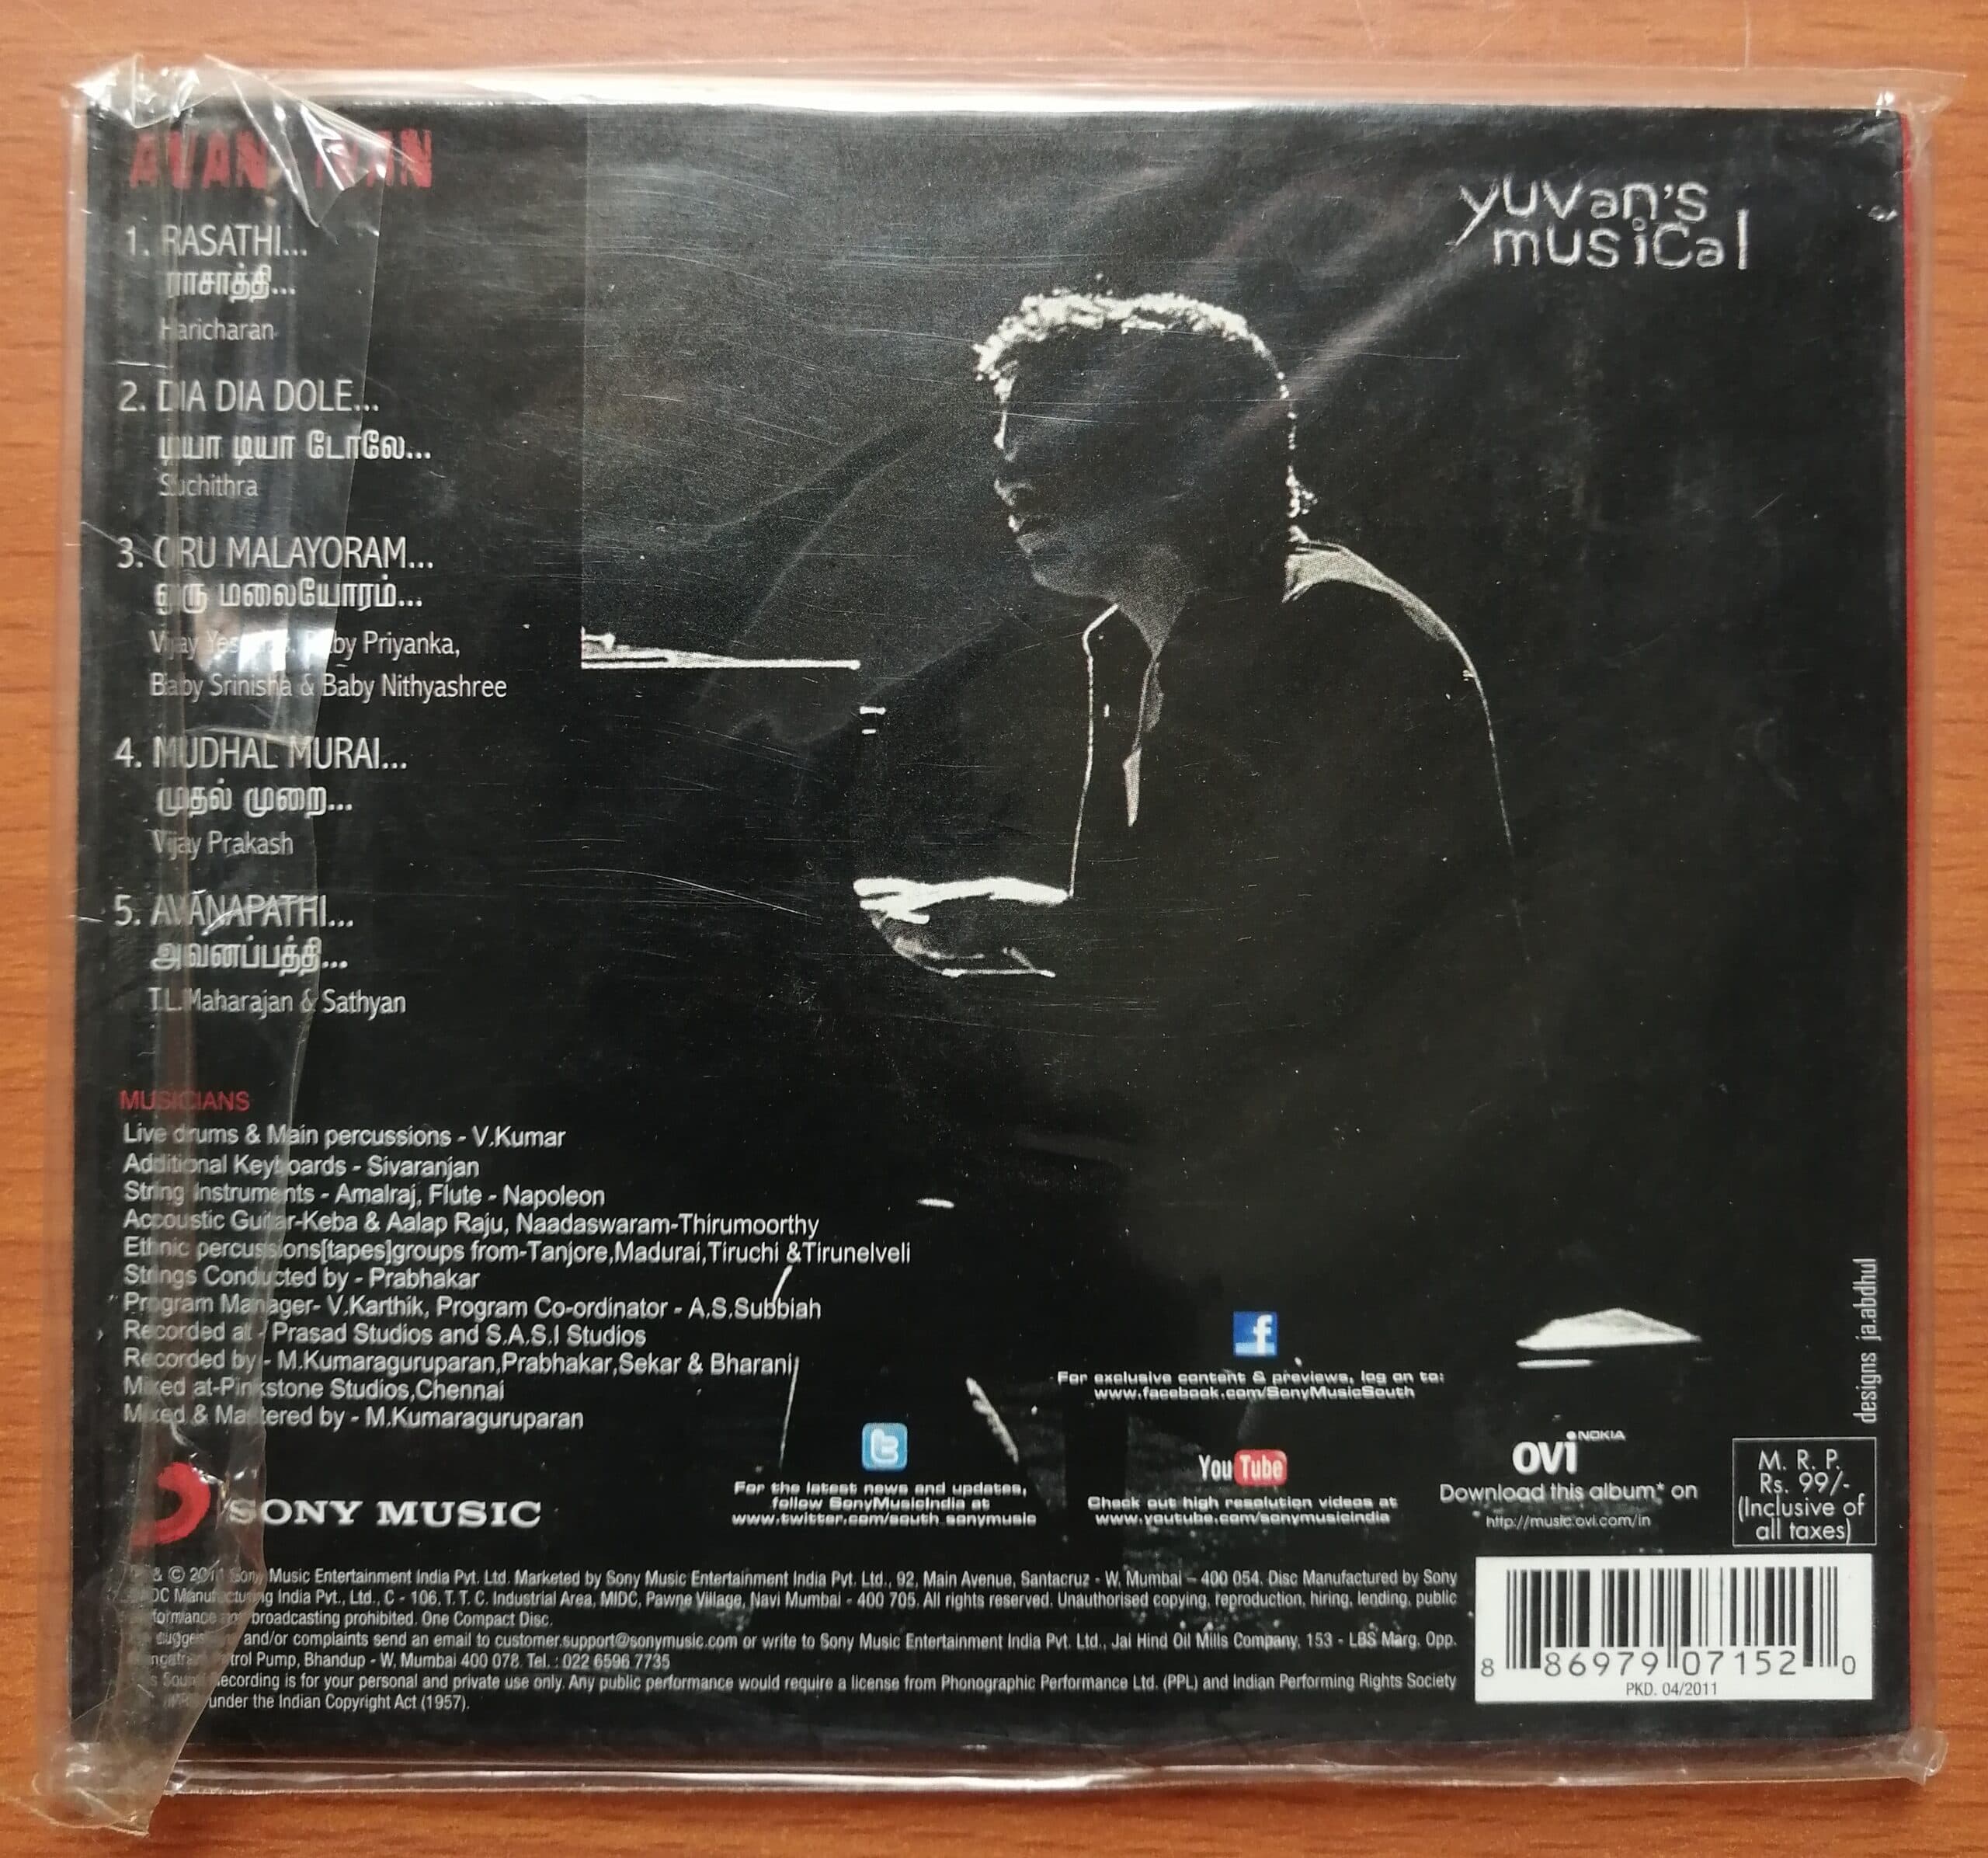 AVAN IVAN
yuvan's
musical
1. RASATHI...
ராசாத்தி...
Haricharan
2. DIA DIA DOLE...
டியா டியா டோலே...
Suchithra
3. ORU MALAYORAM...
ஒரு மலையோரம்...
Vijay Priyanka,
Baby Srinisha & Baby Nithyashree
4. MUDHAL MURAI...
முதல் முறை...
Vijay Prakash
5. AVANAPATHI...
அவனப்பத்தி...
T.L.Maharajan & Sathyan
MUSICIANS
Live drums & Main percussions - V.Kumar
Additional Keyboards - Sivaranjan
String Instruments - Amalraj, Flute - Napoleon
Accoustic Guitar-Keba & Aalap Raju, Naadaswaram-Thirumoorthy
Ethnic percussions[tapes]groups from-Tanjore,Madurai,Tiruchi &Tirunelveli
Strings Conducted by - Prabhakar
Program Manager- V.Karthik, Program Co-ordinator - A.S.Subbiah
Recorded at - Prasad Studios and S.A.S.I Studios
Recorded by - M.Kumaraguruparan,Prabhakar,Sekar & Bharani
Mixed at-Pinkstone Studios,Chennai
Mixed & Mastered by - M.Kumaraguruparan
SONY MUSIC
For the latest news and updates,
follow SonyMusicIndia at
www.twitter.com/south sonymusic
f
For exclusive content & previews, log on to:
www.facebook.com/SonyMusicSouth
You Tube
Check out high resolution videos at
www.youtube.com/sonymusicindia
NOKIA
ovi
Download this album* on
http://music.ovi.com/in
designs ja.abdhul
M. R. P.
Rs. 99/-
(Inclusive of
all taxes)
& © Sony Music Entertainment India Pvt. Ltd. Marketed by Sony Music Entertainment India Pvt. Ltd., 92, Main Avenue, Santacruz - W, Mumbai – 400 054. Disc Manufactured by Sony
Manufacturing India Pvt., Ltd., C - 106, T. T. C. Industrial Area, MIDC, Pawne Village, Navi Mumbai - 400 705. All rights reserved. Unauthorised copying, reproduction, hiring, lending, public
performance and broadcasting prohibited. One Compact Disc.
and/or complaints send an email to customer.support@sonymusic.com or write to Sony Music Entertainment India Pvt. Ltd., Jai Hind Oil Mills Company, 153 - LBS Marg. Opp.
Petrol Pump, Bhandup - W, Mumbai 400 078. Tel. : 022 6596 7735
This Sound Recording is for your personal and private use only. Any public performance would require a license from Phonographic Performance Ltd. (PPL) and Indian Performing Rights Society
under the Indian Copyright Act (1957).
8 86979 07152 0
PKD. 04/2011